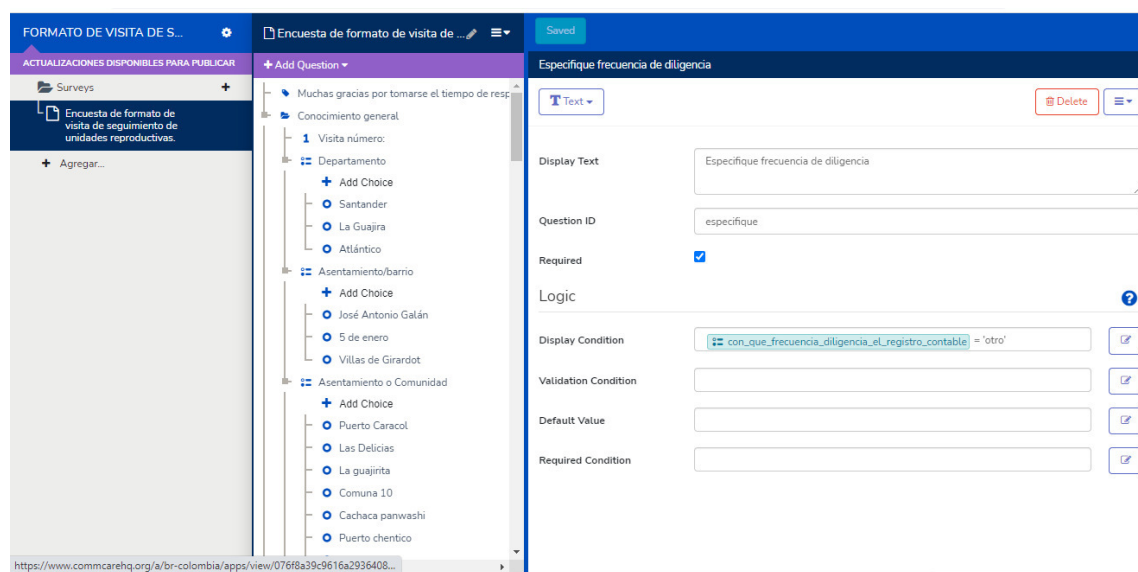 FORMATO DE VISITA DE S...
ACTUALIZACIONES DISPONIBLES PARA PUBLICAR
Surveys
Encuesta de formato de
visita de seguimiento de
unidades reproductivas.
Agregar...
https://www.commcarehq.org/a/br-colombia/apps/view/076f8a39c9616a2936408...
Encuesta de formato de visita de ...
+ Add Question
Muchas gracias por tomarse el tiempo de resp
Conocimiento general
1 Visita número:
Departamento
+ Add Choice
Santander
La Guajira
Atlántico
Asentamiento/barrio
+ Add Choice
José Antonio Galán
5 de enero
Villas de Girardot
Asentamiento o Comunidad
+ Add Choice
Puerto Caracol
Las Delicias
La guajirita
Comuna 10
Cachaca panwashi
Puerto chentico
Saved
Especifique frecuencia de diligencia
T Text
Delete
Display Text
Especifique frecuencia de diligencia
Question ID
especifique
Required
Logic
?
Display Condition
con_que_frecuencia_diligencia_el_registro_contable = 'otro'
Validation Condition
Default Value
Required Condition